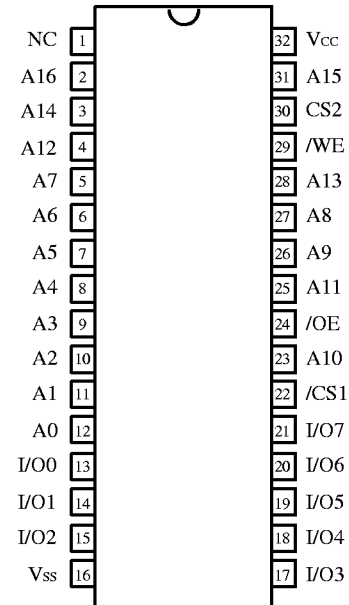 NC 1 32 Vcc
A16 2 31 A15
A14 3 30 CS2
A12 4 29 /WE
A7 5 28 A13
A6 6 27 A8
A5 7 26 A9
A4 8 25 A11
A3 9 24 /OE
A2 10 23 A10
A1 11 22 /CS1
A0 12 21 I/O7
I/O0 13 20 I/O6
I/O1 14 19 I/O5
I/O2 15 18 I/O4
Vss 16 17 I/O3